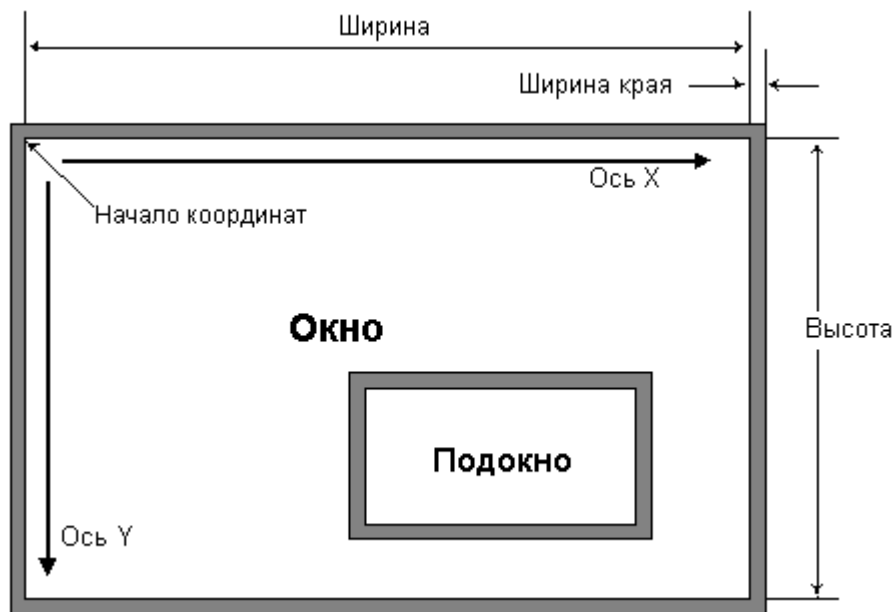 Ширина
Ширина края
Ось X
Начало координат
Окно
Высота
Подокно
Ось Y